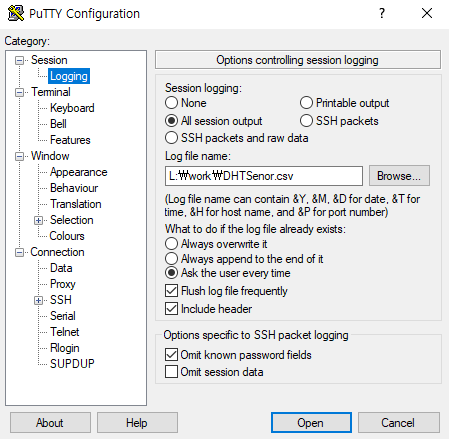 PuTTY Configuration
Category:
Session
Logging
Terminal
Keyboard
Bell
Features
Window
Appearance
Behaviour
Translation
Selection
Colours
Connection
Data
Proxy
SSH
Serial
Telnet
Rlogin
SUPDUP
Options controlling session logging
Session logging:
None
Printable output
All session output
SSH packets
SSH packets and raw data
Log file name:
L:₩work₩DHTSenor.csv
Browse...
(Log file name can contain &Y, &M, &D for date, &T for
time, &H for host name, and &P for port number)
What to do if the log file already exists:
Always overwrite it
Always append to the end of it
Ask the user every time
Flush log file frequently
Include header
Options specific to SSH packet logging
Omit known password fields
Omit session data
About
Help
Open
Cancel